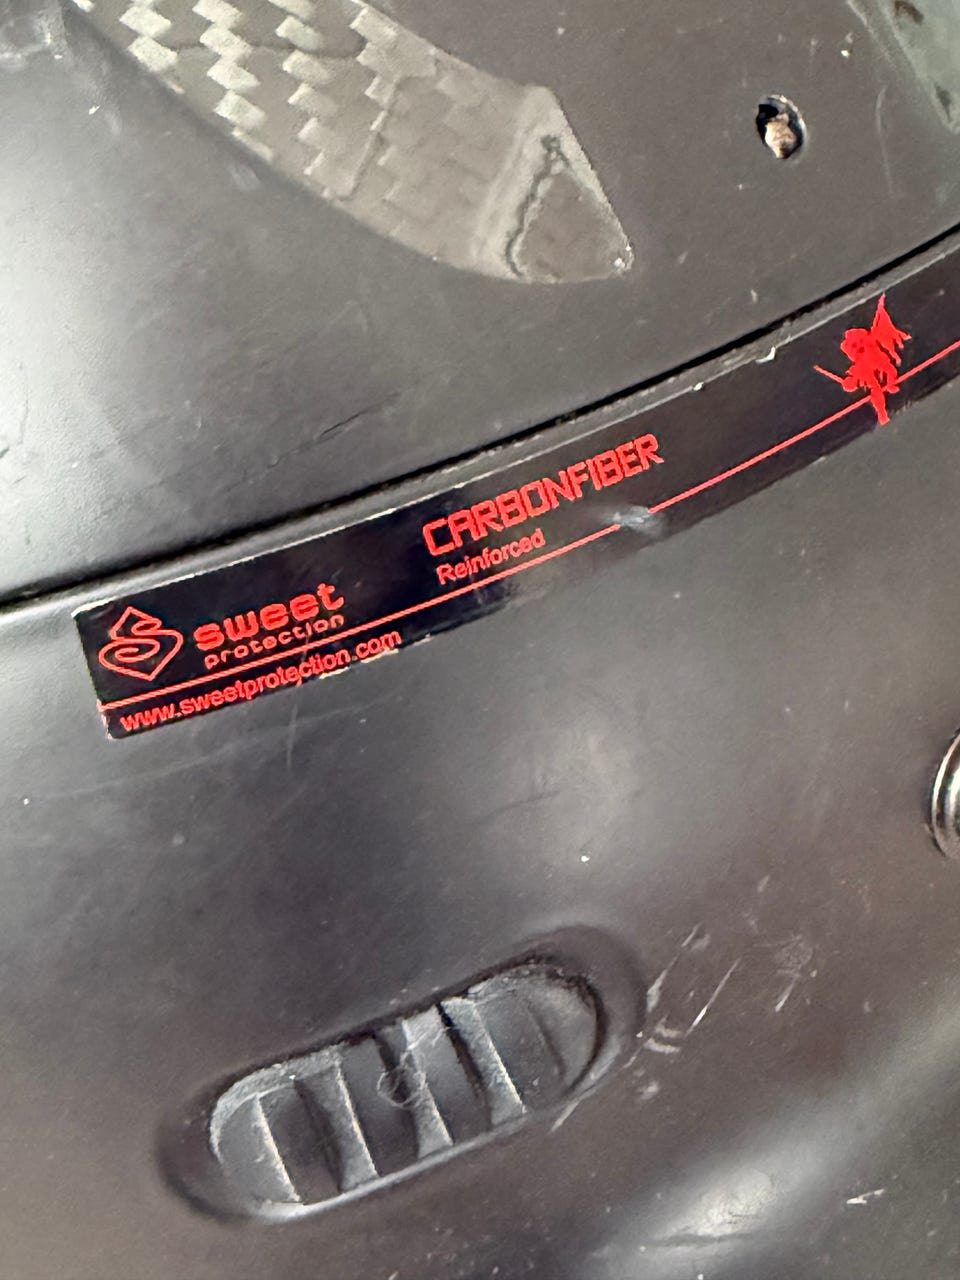 sweet
protection
CARBONFIBER
Reinforced
www.sweetprotection.com